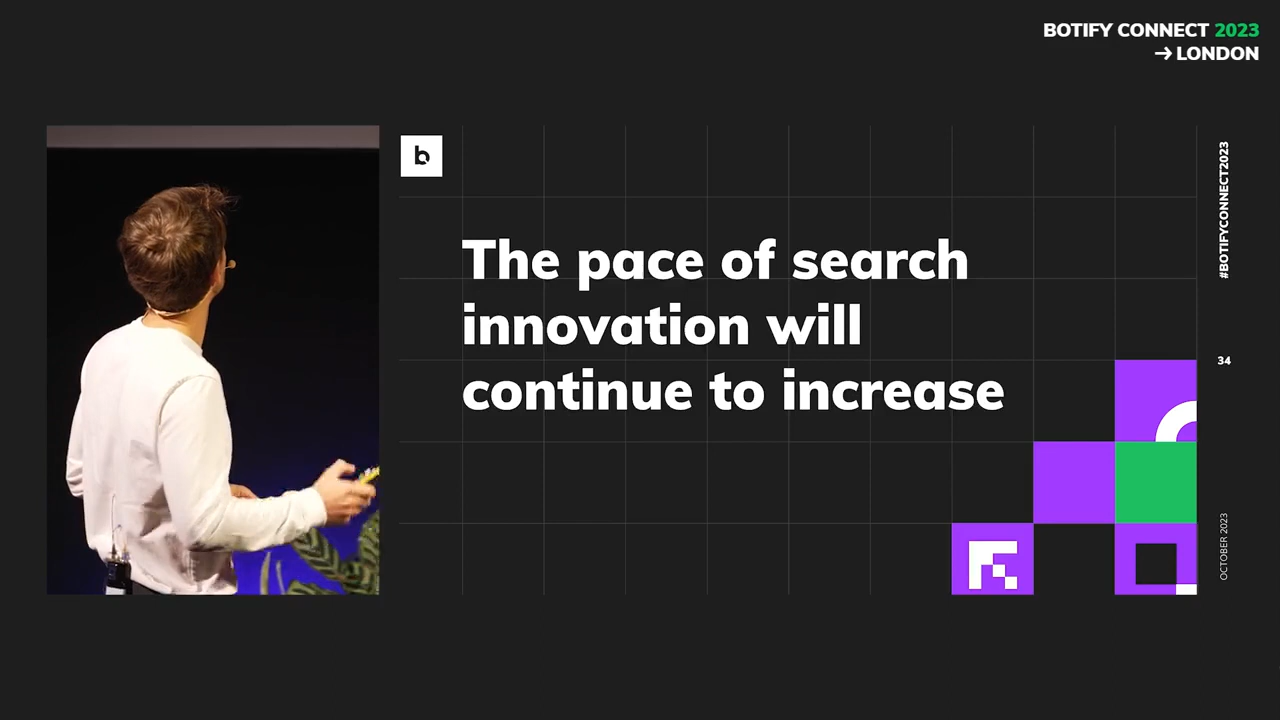 BOTIFY CONNECT 2023
→ LONDON
b
The pace of search
innovation will
continue to increase
#BOTIFYCONNECT2023
34
OCTOBER 2023